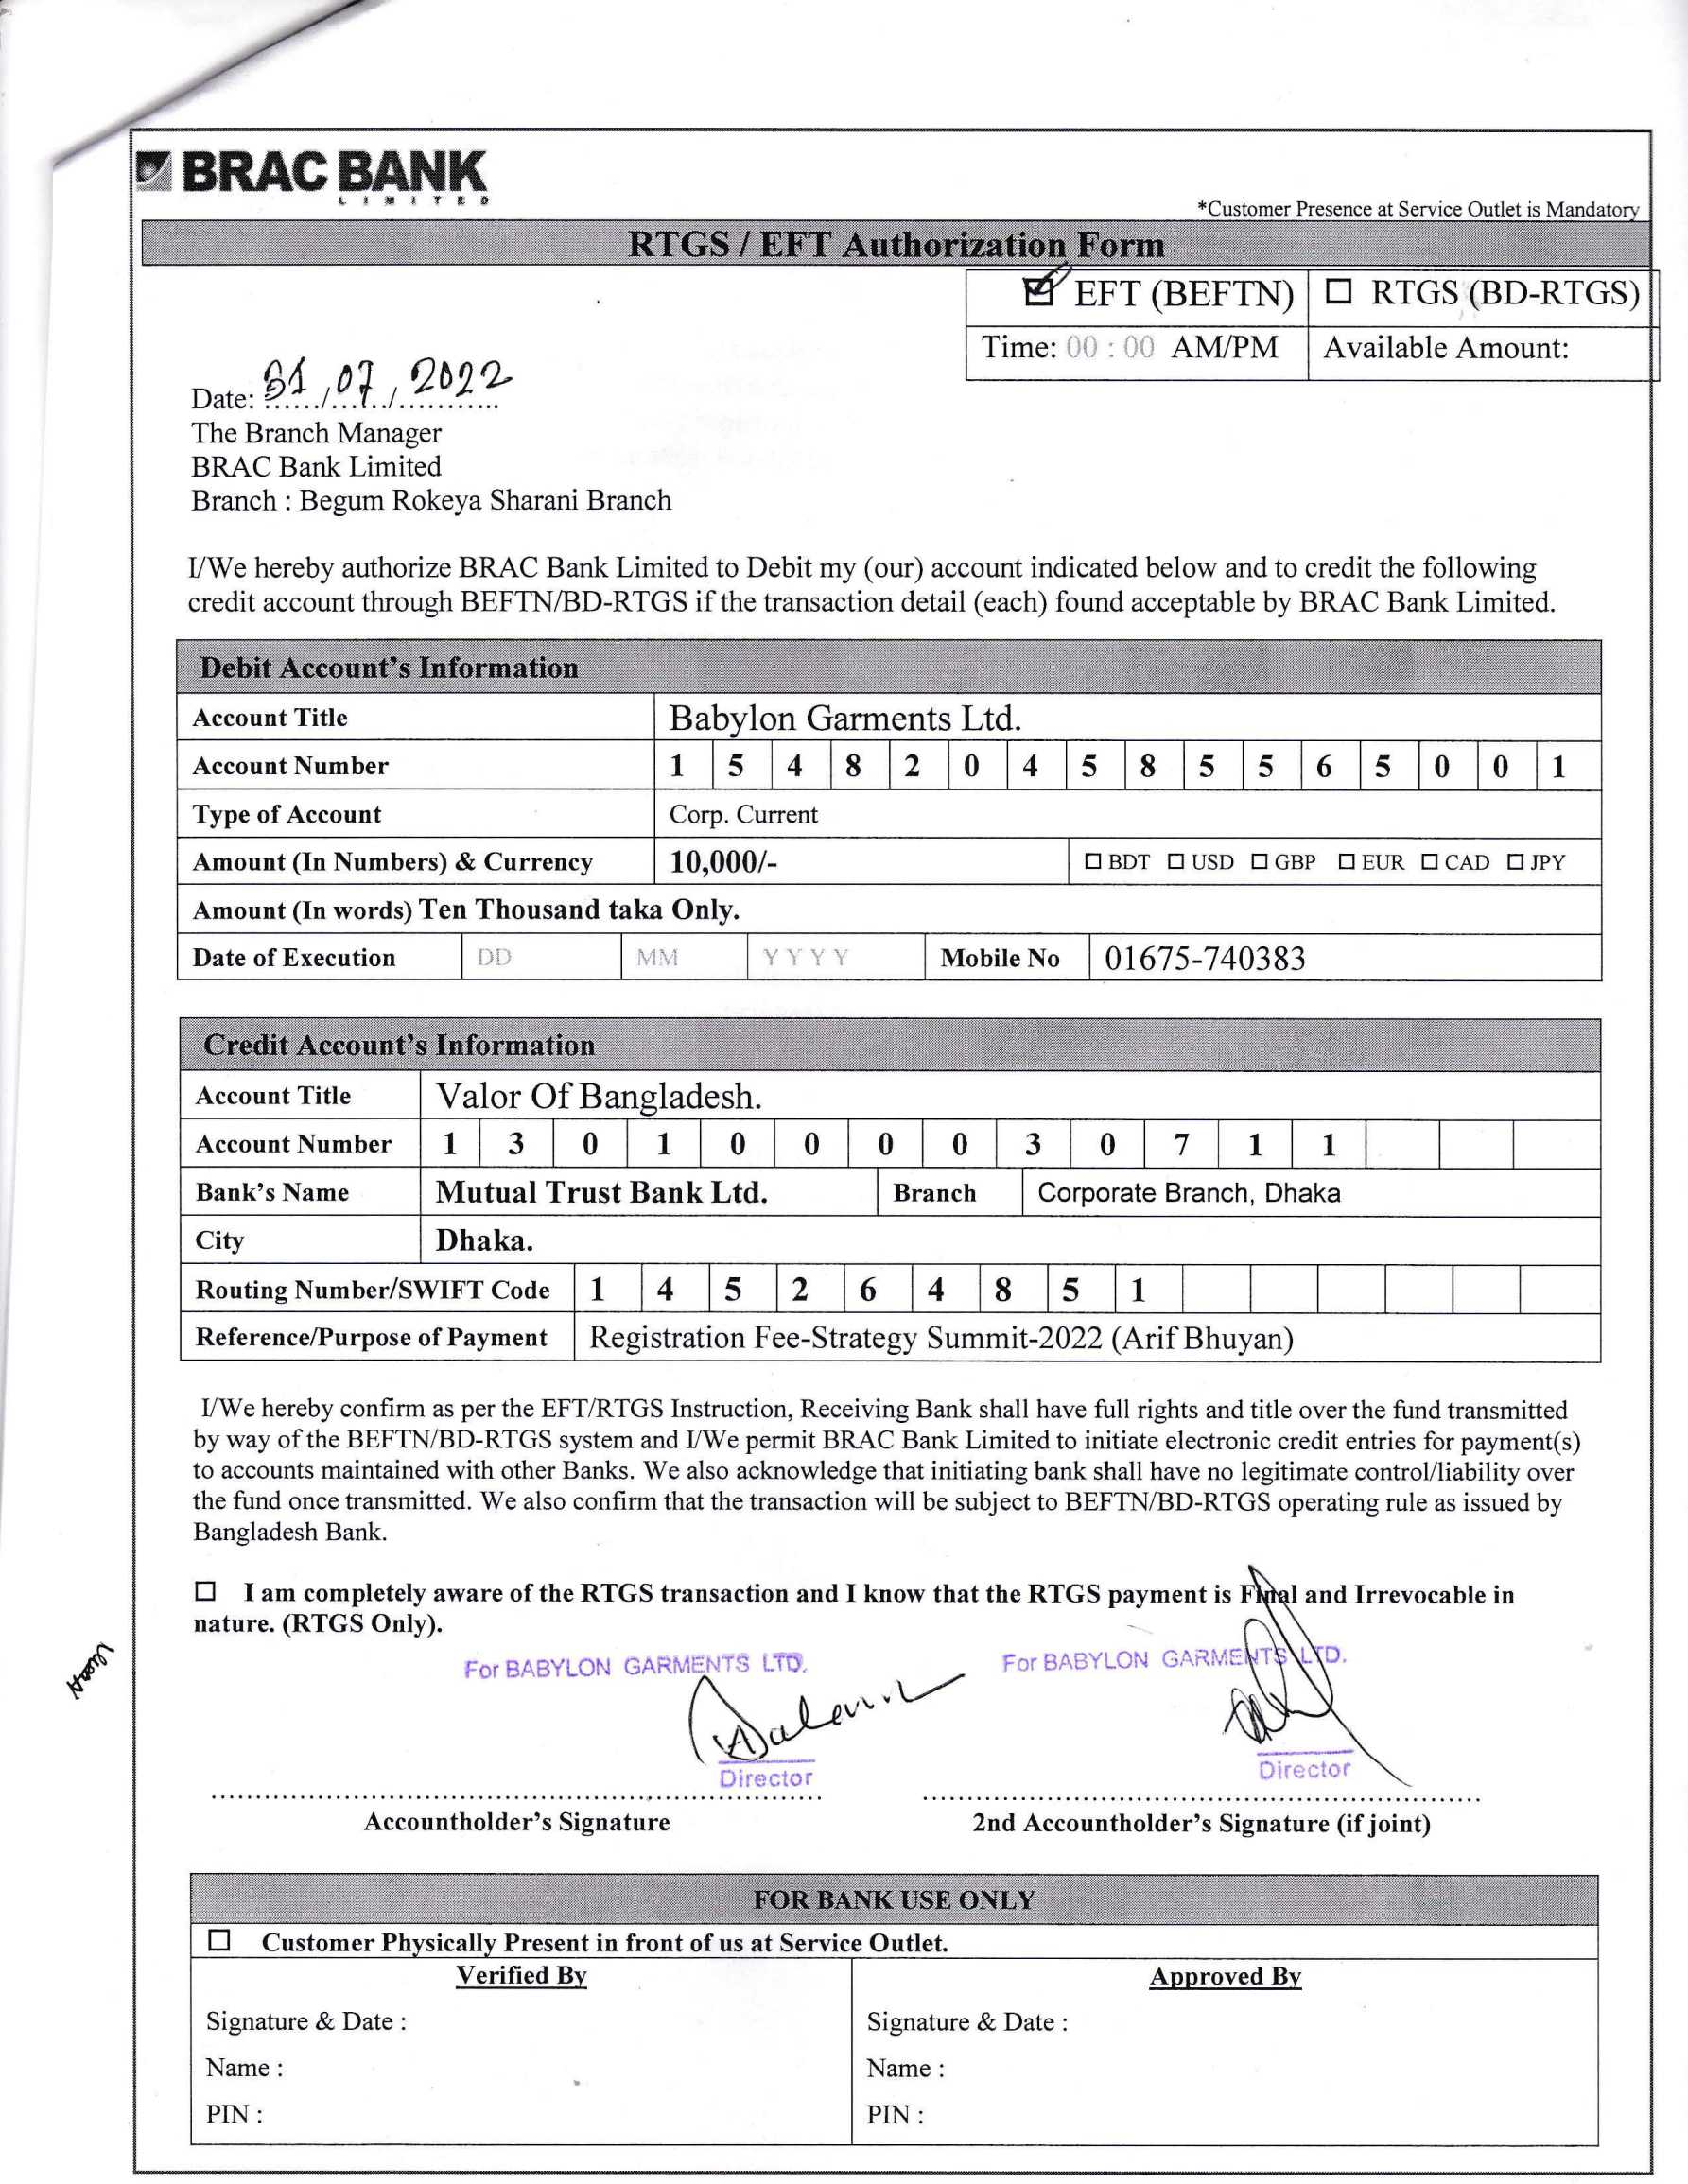 BRAC BANK
LIMITED
*Customer Presence at Service Outlet is Mandatory
RTGS / EFT Authorization Form
☑ EFT (BEFTN) ☐ RTGS (BD-RTGS)
Time: 00 : 00 AM/PM Available Amount:
Date: 31/07/2022
The Branch Manager
BRAC Bank Limited
Branch : Begum Rokeya Sharani Branch
I/We hereby authorize BRAC Bank Limited to Debit my (our) account indicated below and to credit the following
credit account through BEFTN/BD-RTGS if the transaction detail (each) found acceptable by BRAC Bank Limited.
Debit Account's Information
Account Title Babylon Garments Ltd.
Account Number 1 5 4 8 2 0 4 5 8 5 5 6 5 0 0 1
Type of Account Corp. Current
Amount (In Numbers) & Currency 10,000/- ☐ BDT ☐ USD ☐ GBP ☐ EUR ☐ CAD ☐ JPY
Amount (In words) Ten Thousand taka Only.
Date of Execution DD MM YYYY Mobile No 01675-740383
Credit Account's Information
Account Title Valor Of Bangladesh.
Account Number 1 3 0 1 0 0 0 0 3 0 7 1 1
Bank's Name Mutual Trust Bank Ltd. Branch Corporate Branch, Dhaka
City Dhaka.
Routing Number/SWIFT Code 1 4 5 2 6 4 8 5 1
Reference/Purpose of Payment Registration Fee-Strategy Summit-2022 (Arif Bhuyan)
I/We hereby confirm as per the EFT/RTGS Instruction, Receiving Bank shall have full rights and title over the fund transmitted
by way of the BEFTN/BD-RTGS system and I/We permit BRAC Bank Limited to initiate electronic credit entries for payment(s)
to accounts maintained with other Banks. We also acknowledge that initiating bank shall have no legitimate control/liability over
the fund once transmitted. We also confirm that the transaction will be subject to BEFTN/BD-RTGS operating rule as issued by
Bangladesh Bank.
☐ I am completely aware of the RTGS transaction and I know that the RTGS payment is Final and Irrevocable in
nature. (RTGS Only).
For BABYLON GARMENTS LTD. For BABYLON GARMENTS LTD.
Director Director
Accountholder's Signature 2nd Accountholder's Signature (if joint)
FOR BANK USE ONLY
☐ Customer Physically Present in front of us at Service Outlet.
Verified By Approved By
Signature & Date : Signature & Date :
Name : Name :
PIN : PIN :